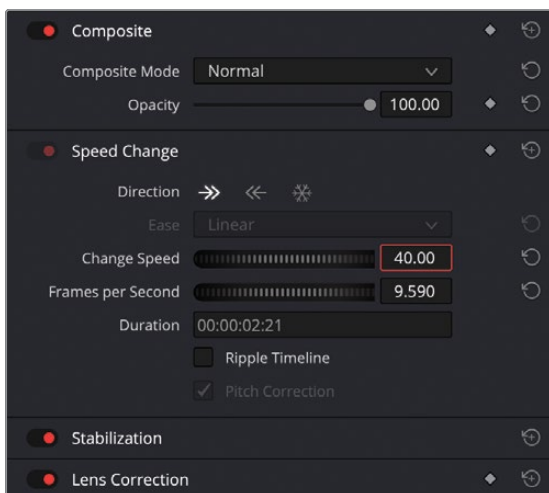 Composite
Composite Mode Normal
Opacity 100.00
Speed Change
Direction
Ease Linear
Change Speed 40.00
Frames per Second 9.590
Duration 00:00:02:21
Ripple Timeline
Pitch Correction
Stabilization
Lens Correction